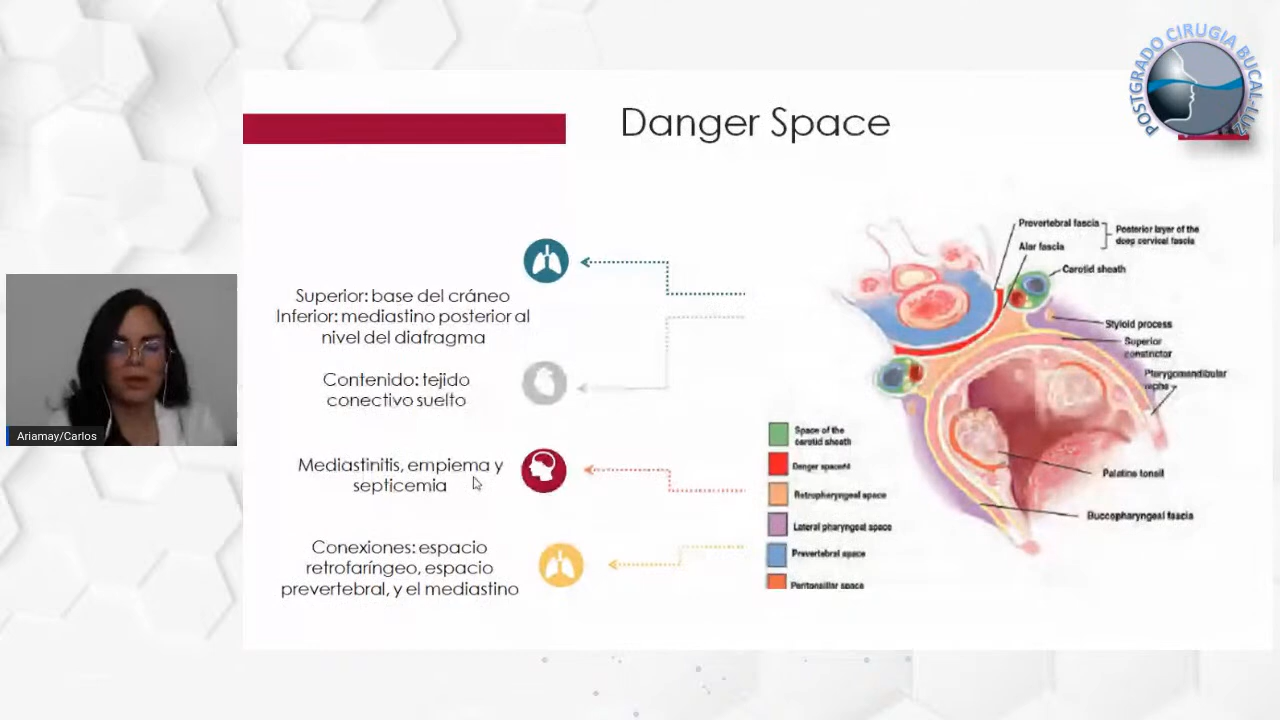 POSTGRADO CIRUGIA BUCAL-LUZ
Danger Space
Superior: base del cráneo
Inferior: mediastino posterior al
nivel del diafragma
Contenido: tejido
conectivo suelto
Mediastinitis, empiema y
septicemia
Conexiones: espacio
retrofaríngeo, espacio
prevertebral, y el mediastino
Prevertebral fascia
Alar fascia
Posterior layer of the
deep cervical fascia
Carotid sheath
Styloid process
Superior
constrictor
Pterygomandibular
raphe
Palatine tonsil
Buccopharyngeal fascia
Space of the
carotid sheath
Danger space
Retropharyngeal space
Lateral pharyngeal space
Prevertebral space
Peritonsillar space
Ariamay/Carlos